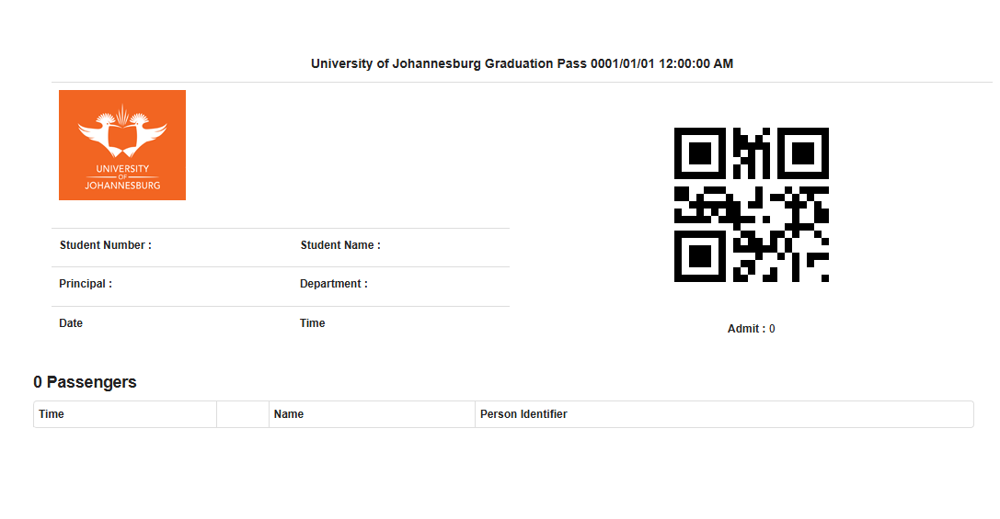 University of Johannesburg Graduation Pass 0001/01/01 12:00:00 AM
UNIVERSITY
OF
JOHANNESBURG
Student Number : Student Name :
Principal : Department :
Date Time
Admit : 0
0 Passengers
Time Name Person Identifier